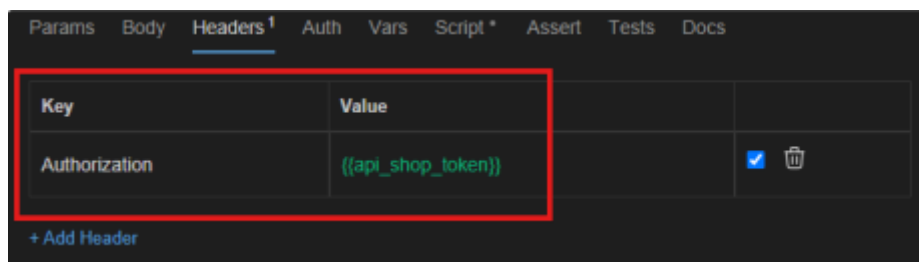 Params Body Headers 1 Auth Vars Script * Assert Tests Docs
Key Value
Authorization {{api_shop_token}}
+ Add Header